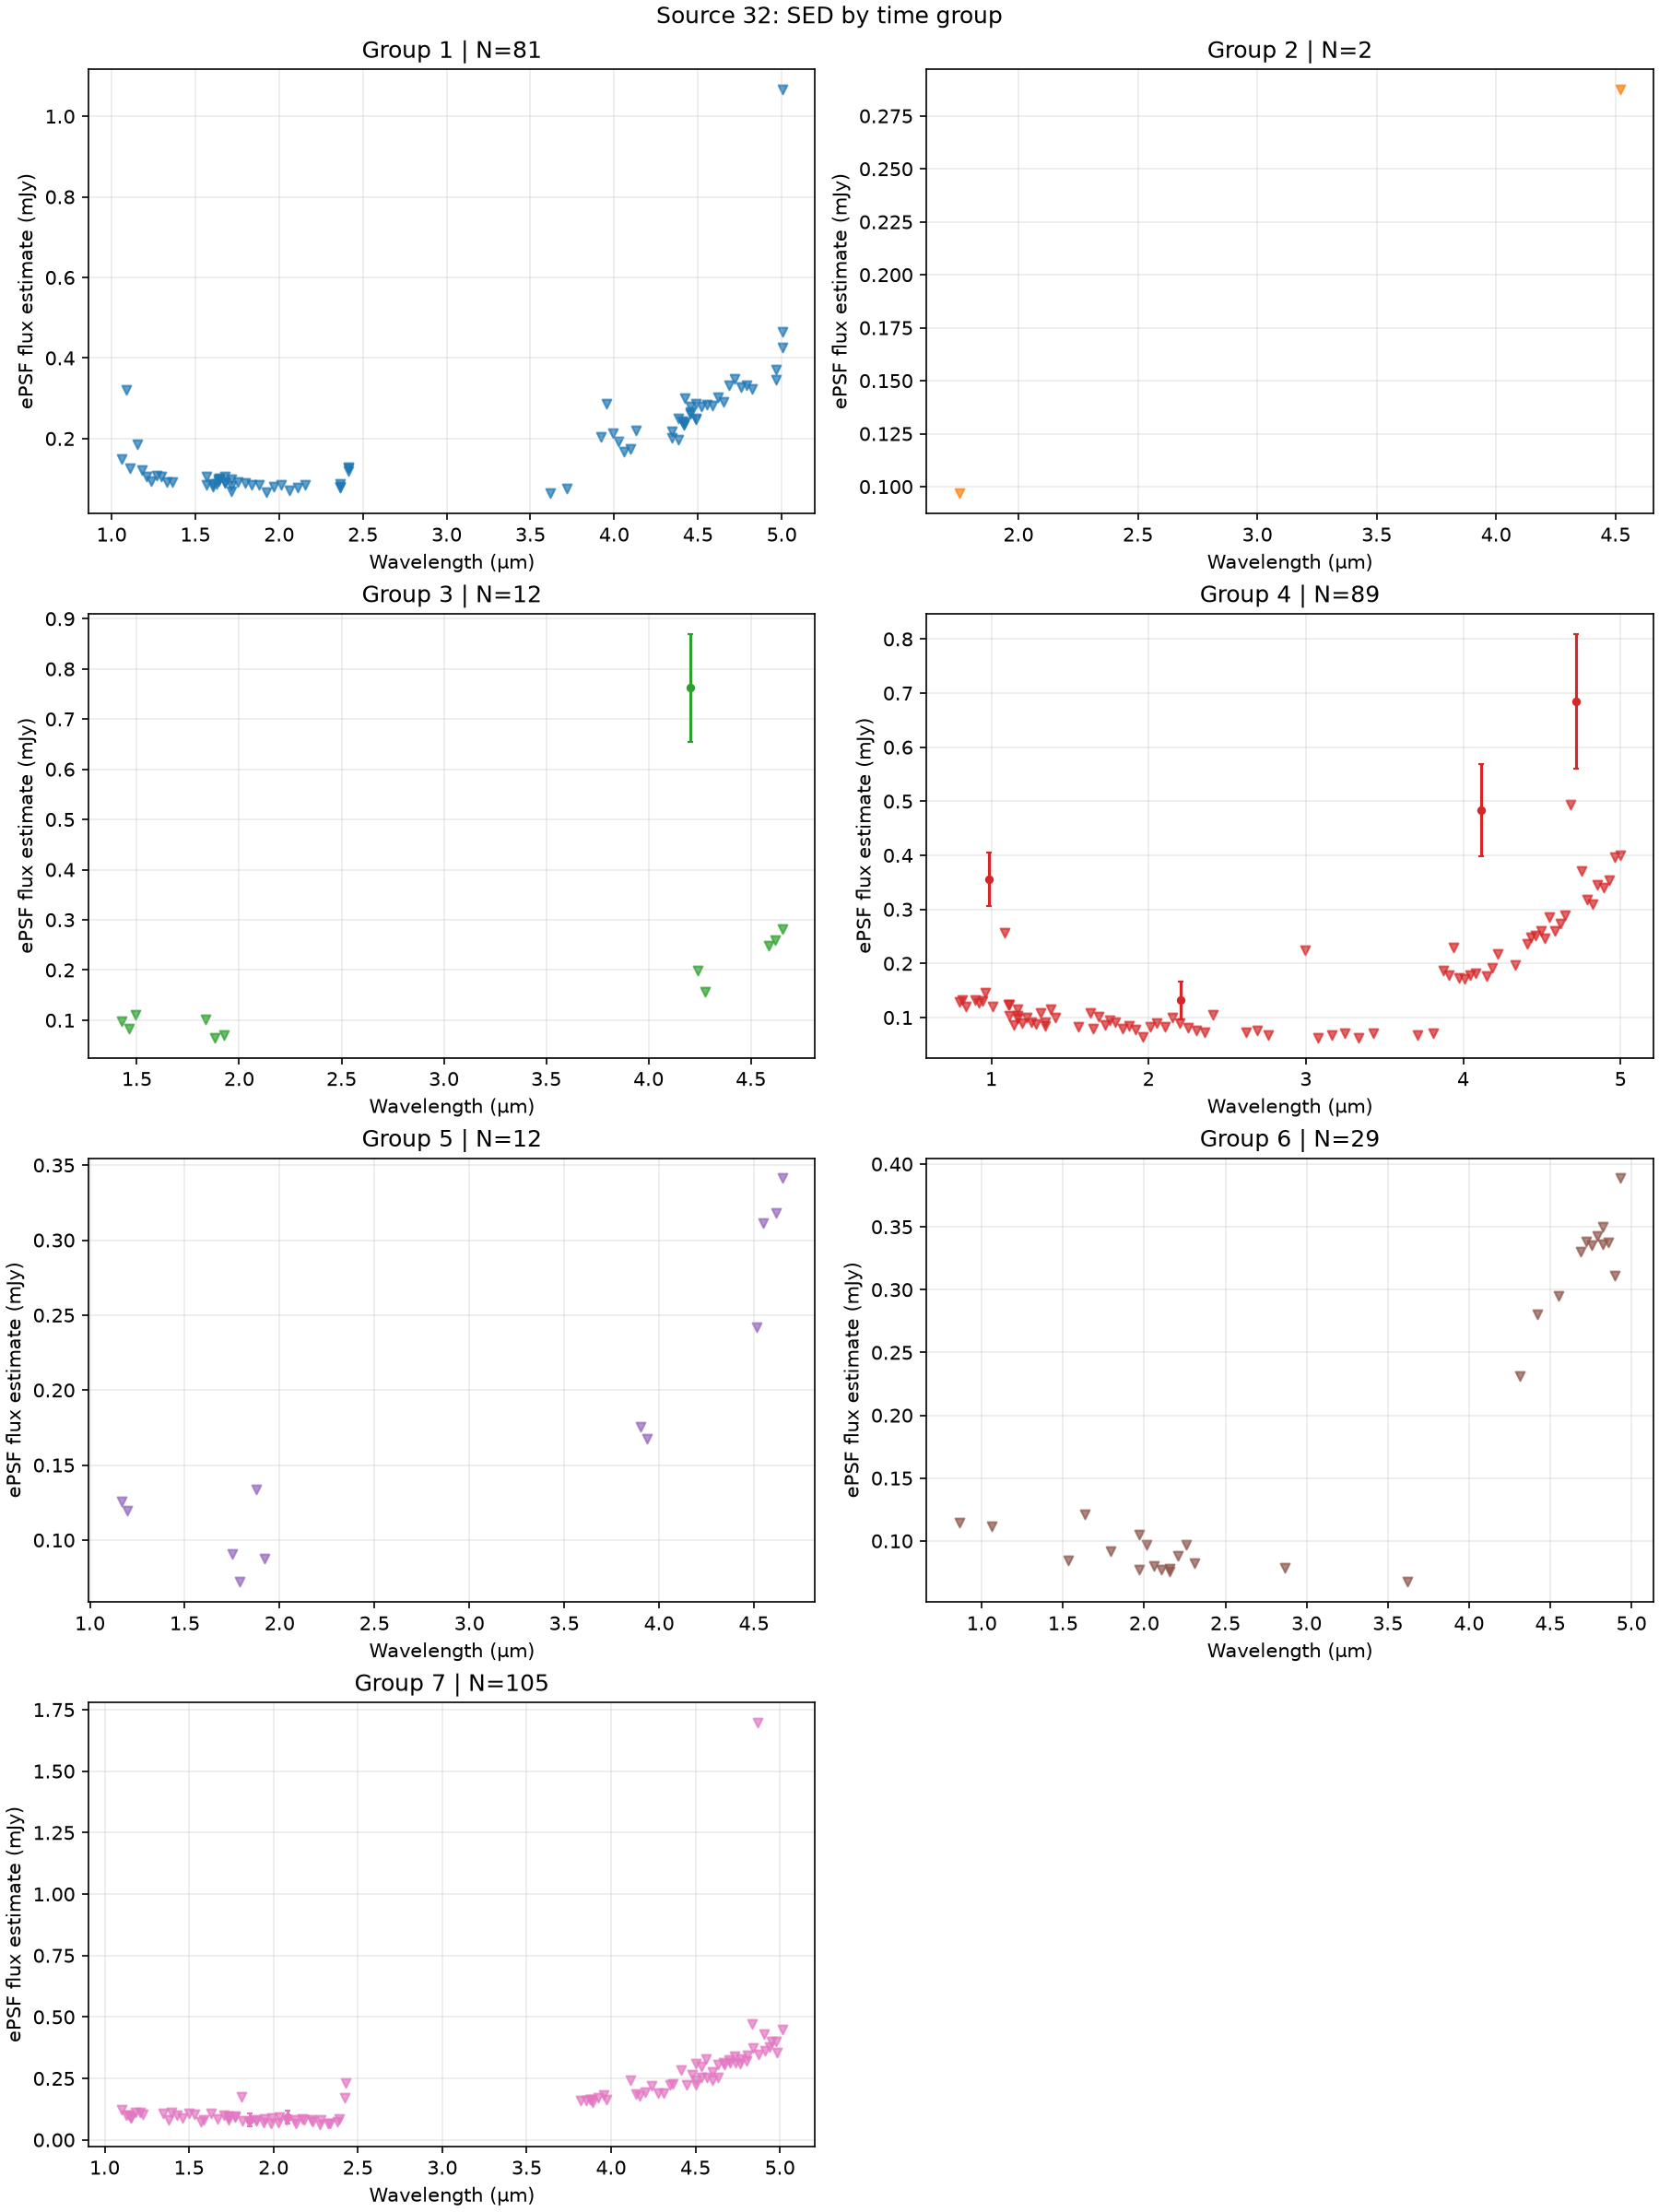 Source 32: SED by time group
Group 1 | N=81
1.0
0.8
0.6
0.4
0.2
ePSF flux estimate (mJy)
1.0 1.5 2.0 2.5 3.0 3.5 4.0 4.5 5.0
Wavelength (μm)
Group 2 | N=2
0.275
0.250
0.225
0.200
0.175
0.150
0.125
0.100
ePSF flux estimate (mJy)
2.0 2.5 3.0 3.5 4.0 4.5
Wavelength (μm)
Group 3 | N=12
0.9
0.8
0.7
0.6
0.5
0.4
0.3
0.2
0.1
ePSF flux estimate (mJy)
1.5 2.0 2.5 3.0 3.5 4.0 4.5
Wavelength (μm)
Group 4 | N=89
0.8
0.7
0.6
0.5
0.4
0.3
0.2
0.1
ePSF flux estimate (mJy)
1 2 3 4 5
Wavelength (μm)
Group 5 | N=12
0.35
0.30
0.25
0.20
0.15
0.10
ePSF flux estimate (mJy)
1.0 1.5 2.0 2.5 3.0 3.5 4.0 4.5
Wavelength (μm)
Group 6 | N=29
0.40
0.35
0.30
0.25
0.20
0.15
0.10
ePSF flux estimate (mJy)
1.0 1.5 2.0 2.5 3.0 3.5 4.0 4.5 5.0
Wavelength (μm)
Group 7 | N=105
1.75
1.50
1.25
1.00
0.75
0.50
0.25
0.00
ePSF flux estimate (mJy)
1.0 1.5 2.0 2.5 3.0 3.5 4.0 4.5 5.0
Wavelength (μm)